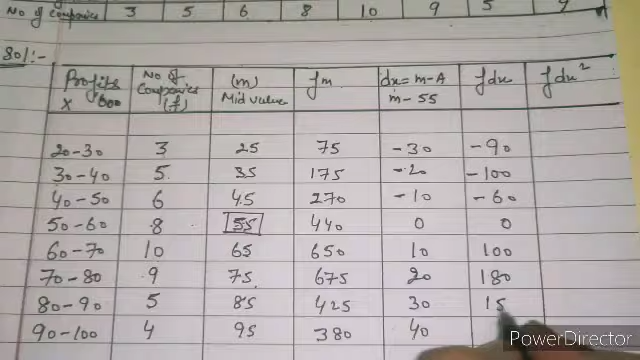 No of companies 3 5 6 8 10 9 5
Sol:-
Profits x No of Companies (f) (m) Mid value fm dx = m-A m-55 fdx fdx²
20-30 3 25 75 -30 -90
30-40 5 35 175 -20 -100
40-50 6 45 270 -10 -60
50-60 8 55 440 0 0
60-70 10 65 650 10 100
70-80 9 75 675 20 180
80-90 5 85 425 30 15
90-100 4 95 380 40
PowerDirector